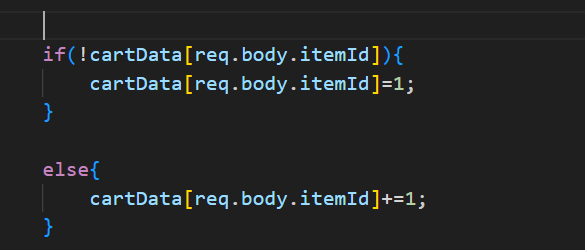 if(!cartData[req.body.itemId]){
    cartData[req.body.itemId]=1;
}
else{
    cartData[req.body.itemId]+=1;
}